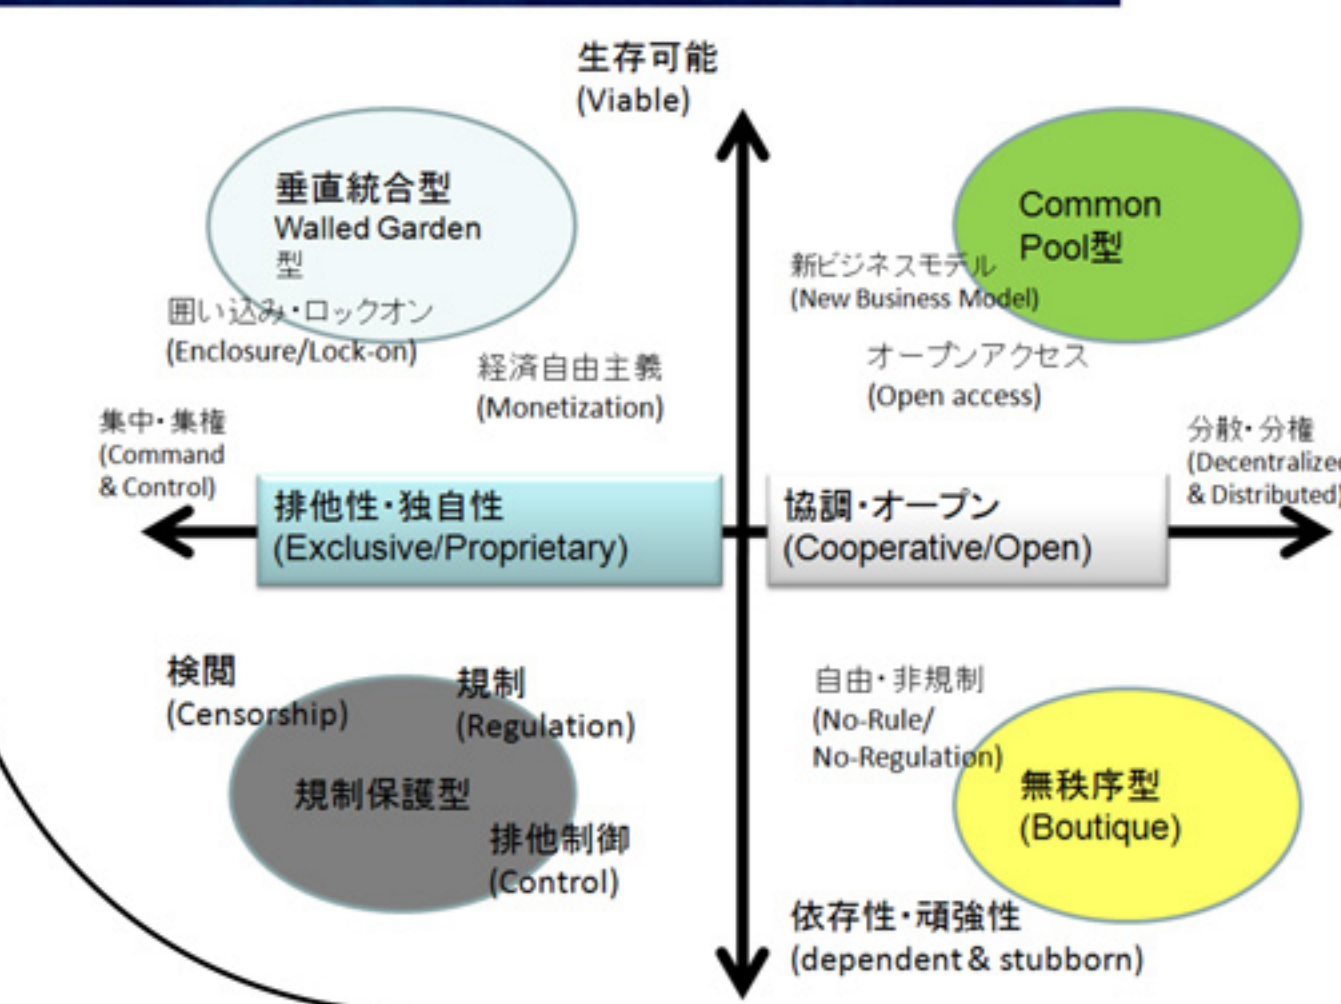 生存可能
(Viable)
垂直統合型
Walled Garden
型
囲い込み・ロックオン
(Enclosure/Lock-on)
経済自由主義
(Monetization)
Common
Pool型
新ビジネスモデル
(New Business Model)
オープンアクセス
(Open access)
集中・集権
(Command
& Control)
分散・分権
(Decentralized
& Distributed)
排他性・独自性
(Exclusive/Proprietary)
協調・オープン
(Cooperative/Open)
検閲
(Censorship)
規制
(Regulation)
規制保護型
排他制御
(Control)
自由・非規制
(No-Rule/
No-Regulation)
無秩序型
(Boutique)
依存性・頑強性
(dependent & stubborn)